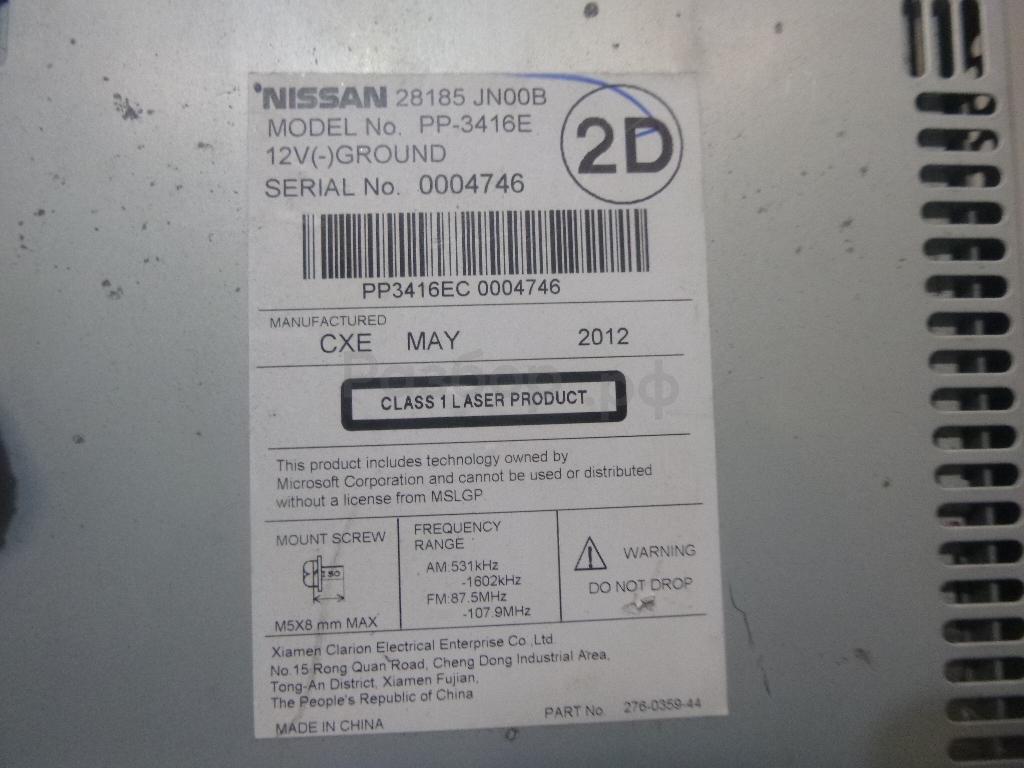 NISSAN 28185 JN00B
MODEL No. PP-3416E
2D
12V(-)GROUND
SERIAL No. 0004746
PP3416EC 0004746
MANUFACTURED
CXE MAY 2012
Разбор.рф
CLASS 1 LASER PRODUCT
This product includes technology owned by
Microsoft Corporation and cannot be used or distributed
without a license from MSLGP.
MOUNT SCREW
ISO
M5X8 mm MAX
FREQUENCY
RANGE
AM:531kHz
-1602kHz
FM:87.5MHz
-107.9MHz
WARNING
DO NOT DROP
Xiamen Clarion Electrical Enterprise Co.,Ltd.
No.15 Rong Quan Road, Cheng Dong Industrial Area,
Tong-An District, Xiamen Fujian,
The People's Republic of China
MADE IN CHINA
PART No. 276-0359-44